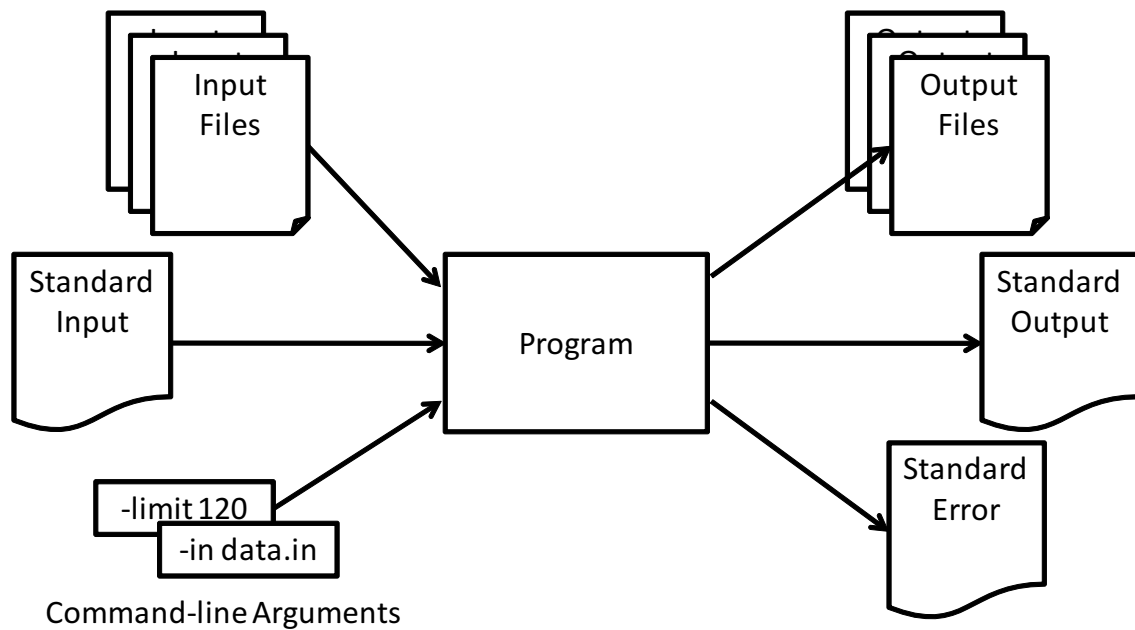 Input
Files
Output
Files
Standard
Input
Program
Standard
Output
Standard
Error
-limit 120
-in data.in
Command-line Arguments